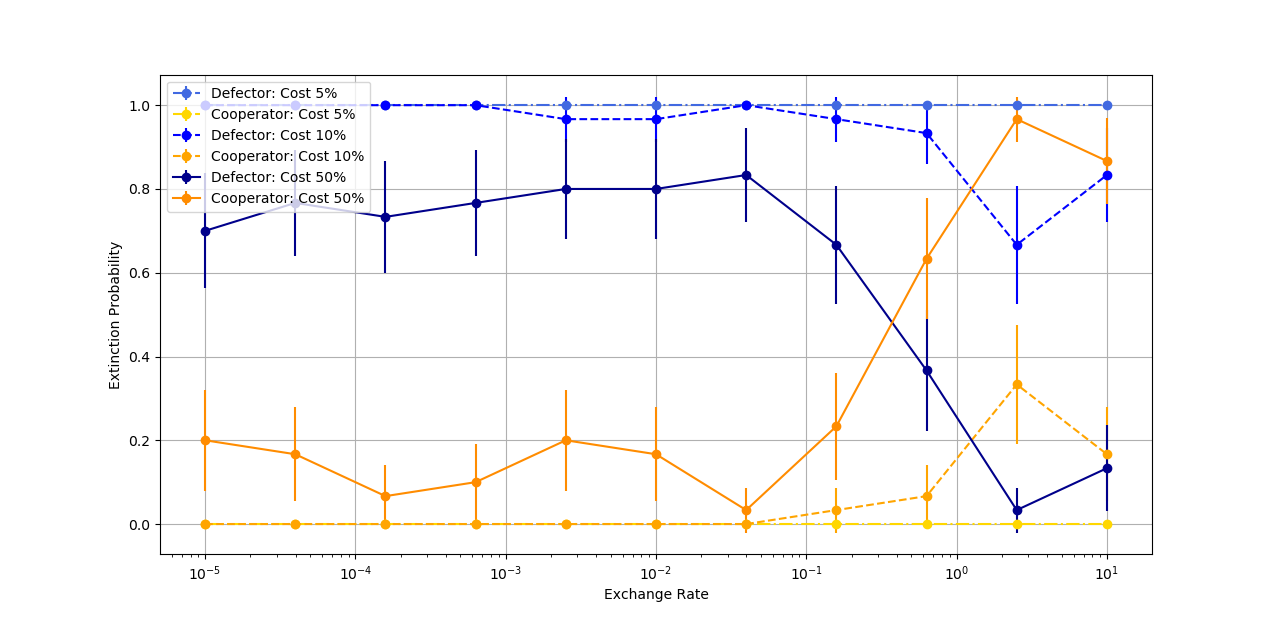 Defector: Cost 5%
Cooperator: Cost 5%
Defector: Cost 10%
Cooperator: Cost 10%
Defector: Cost 50%
Cooperator: Cost 50%
1.0
0.8
0.6
0.4
0.2
0.0
Extinction Probability
10⁻⁵ 10⁻⁴ 10⁻³ 10⁻² 10⁻¹ 10⁰ 10¹
Exchange Rate